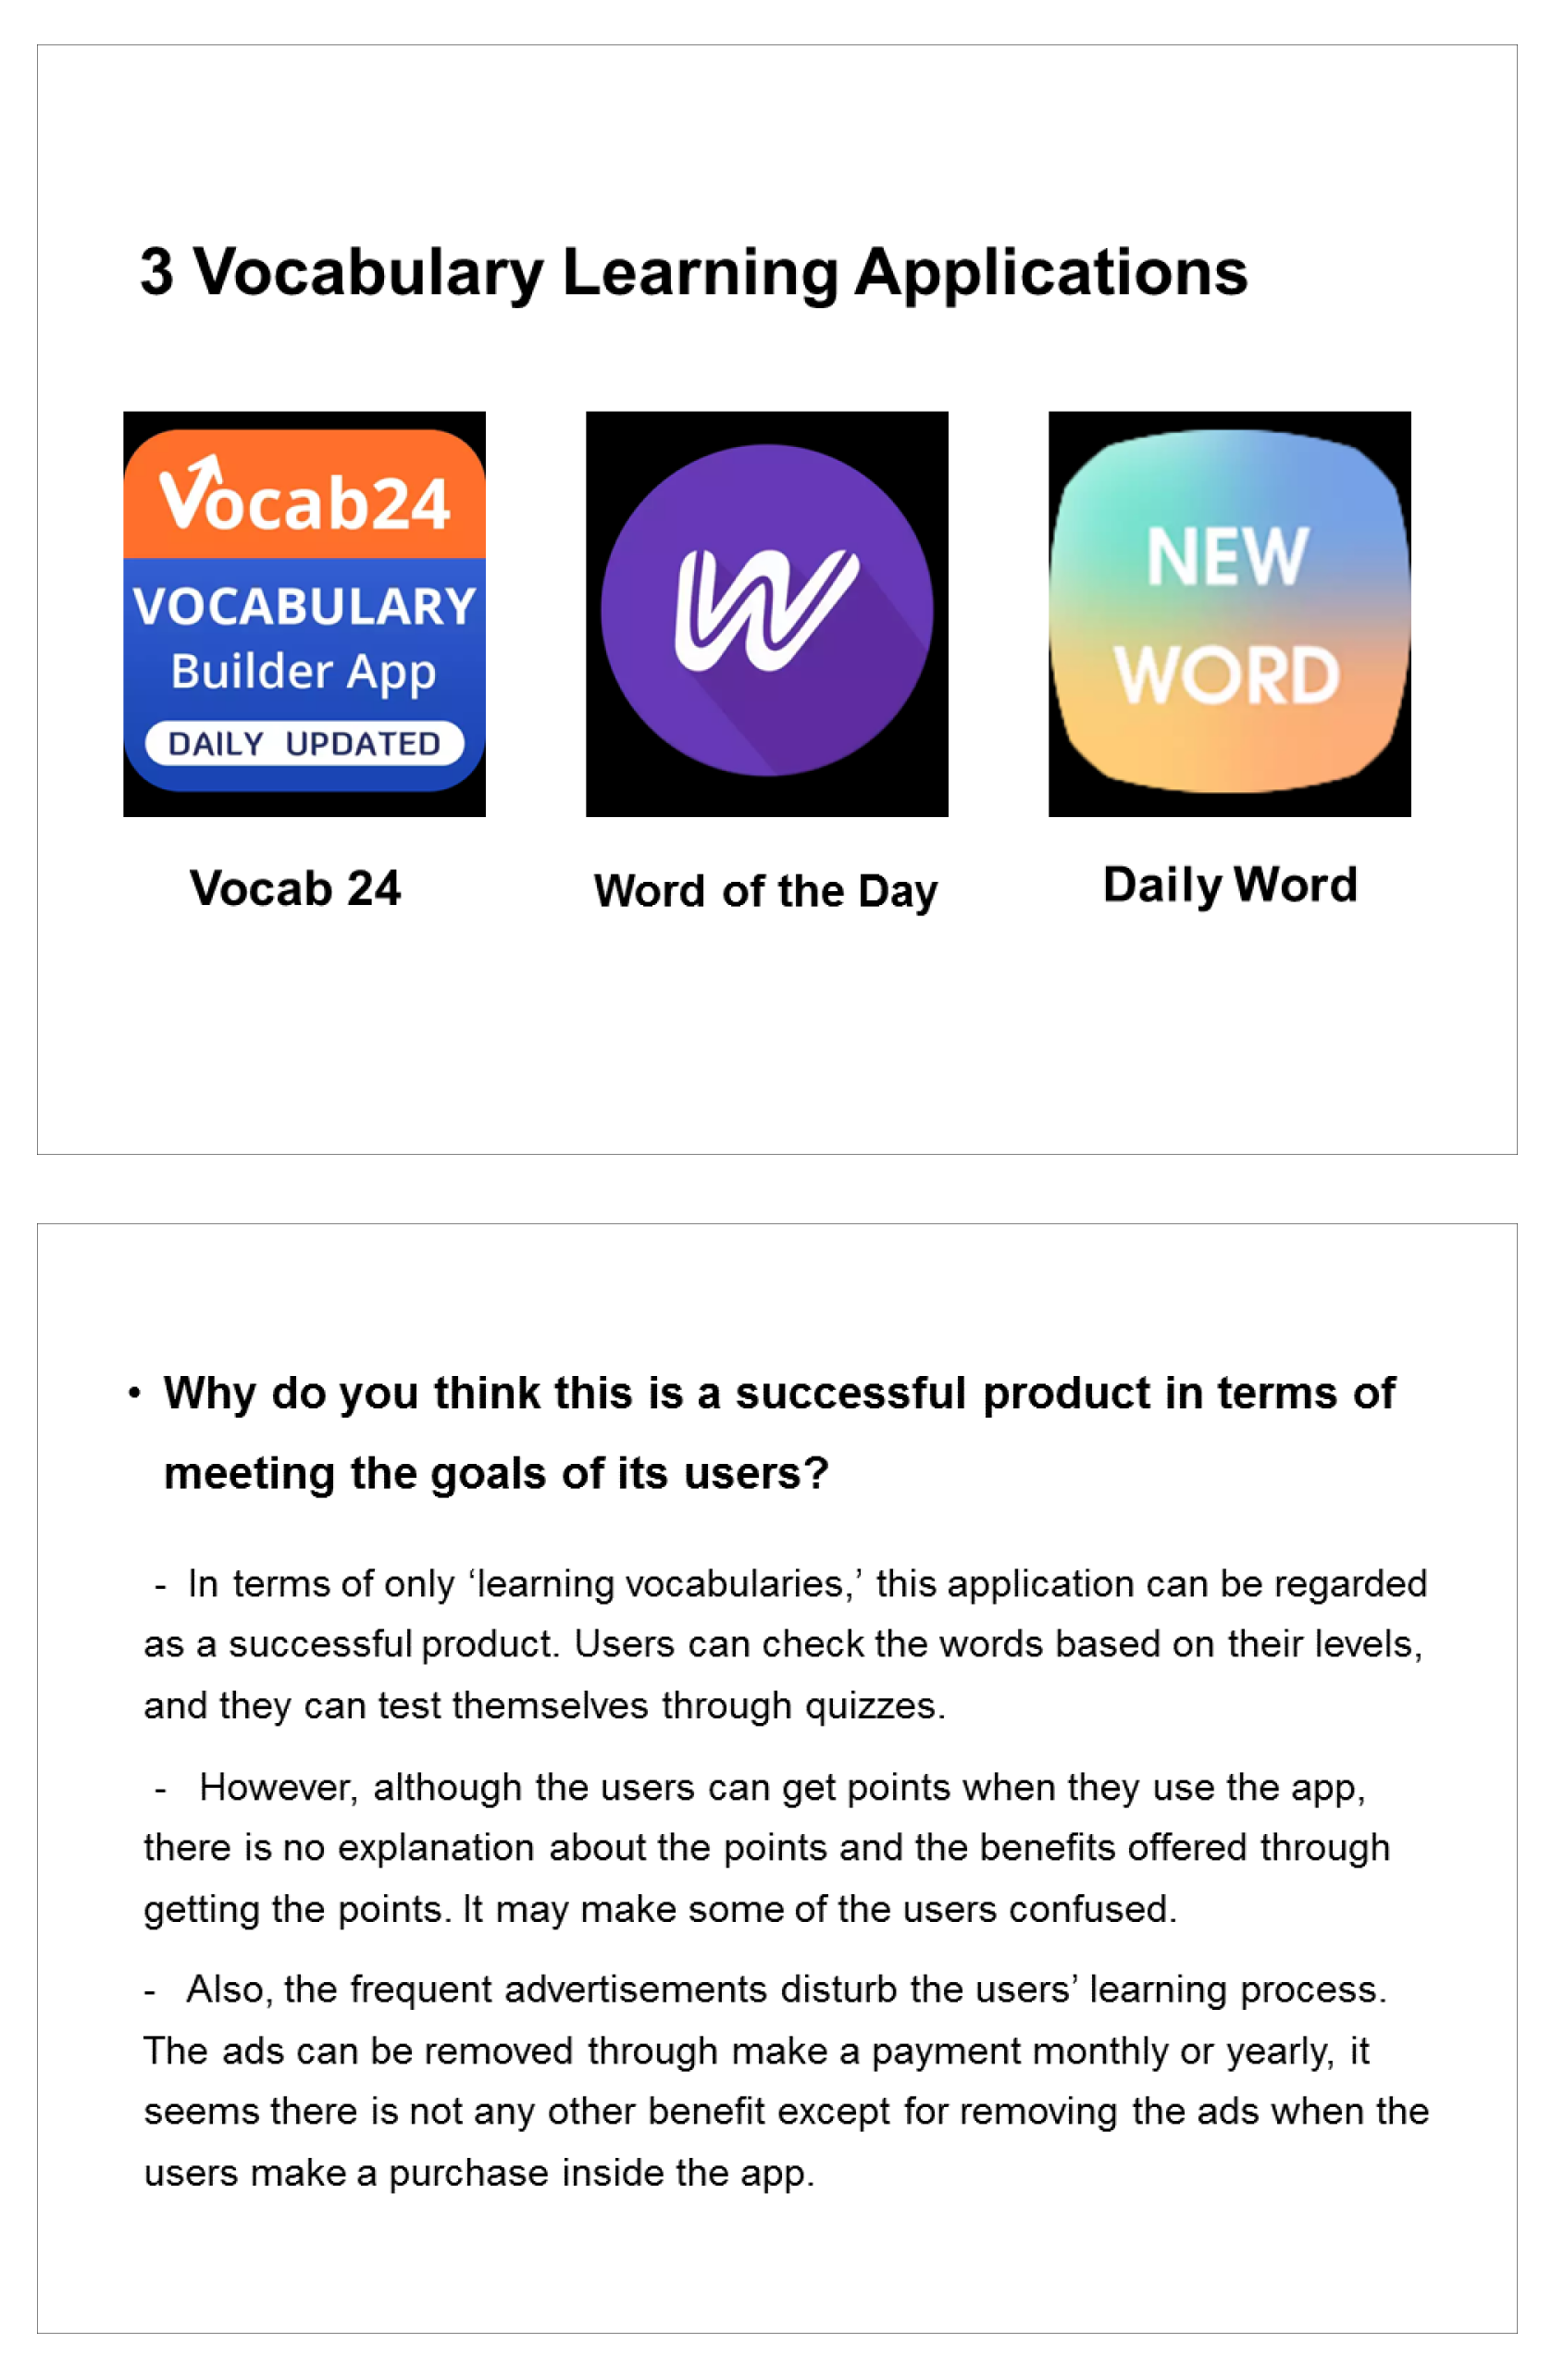 3 Vocabulary Learning Applications
Vocab24
VOCABULARY
Builder App
DAILY UPDATED
W
NEW
WORD
Vocab 24
Word of the Day
Daily Word
• Why do you think this is a successful product in terms of
meeting the goals of its users?
- In terms of only ‘learning vocabularies,’ this application can be regarded
as a successful product. Users can check the words based on their levels,
and they can test themselves through quizzes.
- However, although the users can get points when they use the app,
there is no explanation about the points and the benefits offered through
getting the points. It may make some of the users confused.
- Also, the frequent advertisements disturb the users’ learning process.
The ads can be removed through make a payment monthly or yearly, it
seems there is not any other benefit except for removing the ads when the
users make a purchase inside the app.